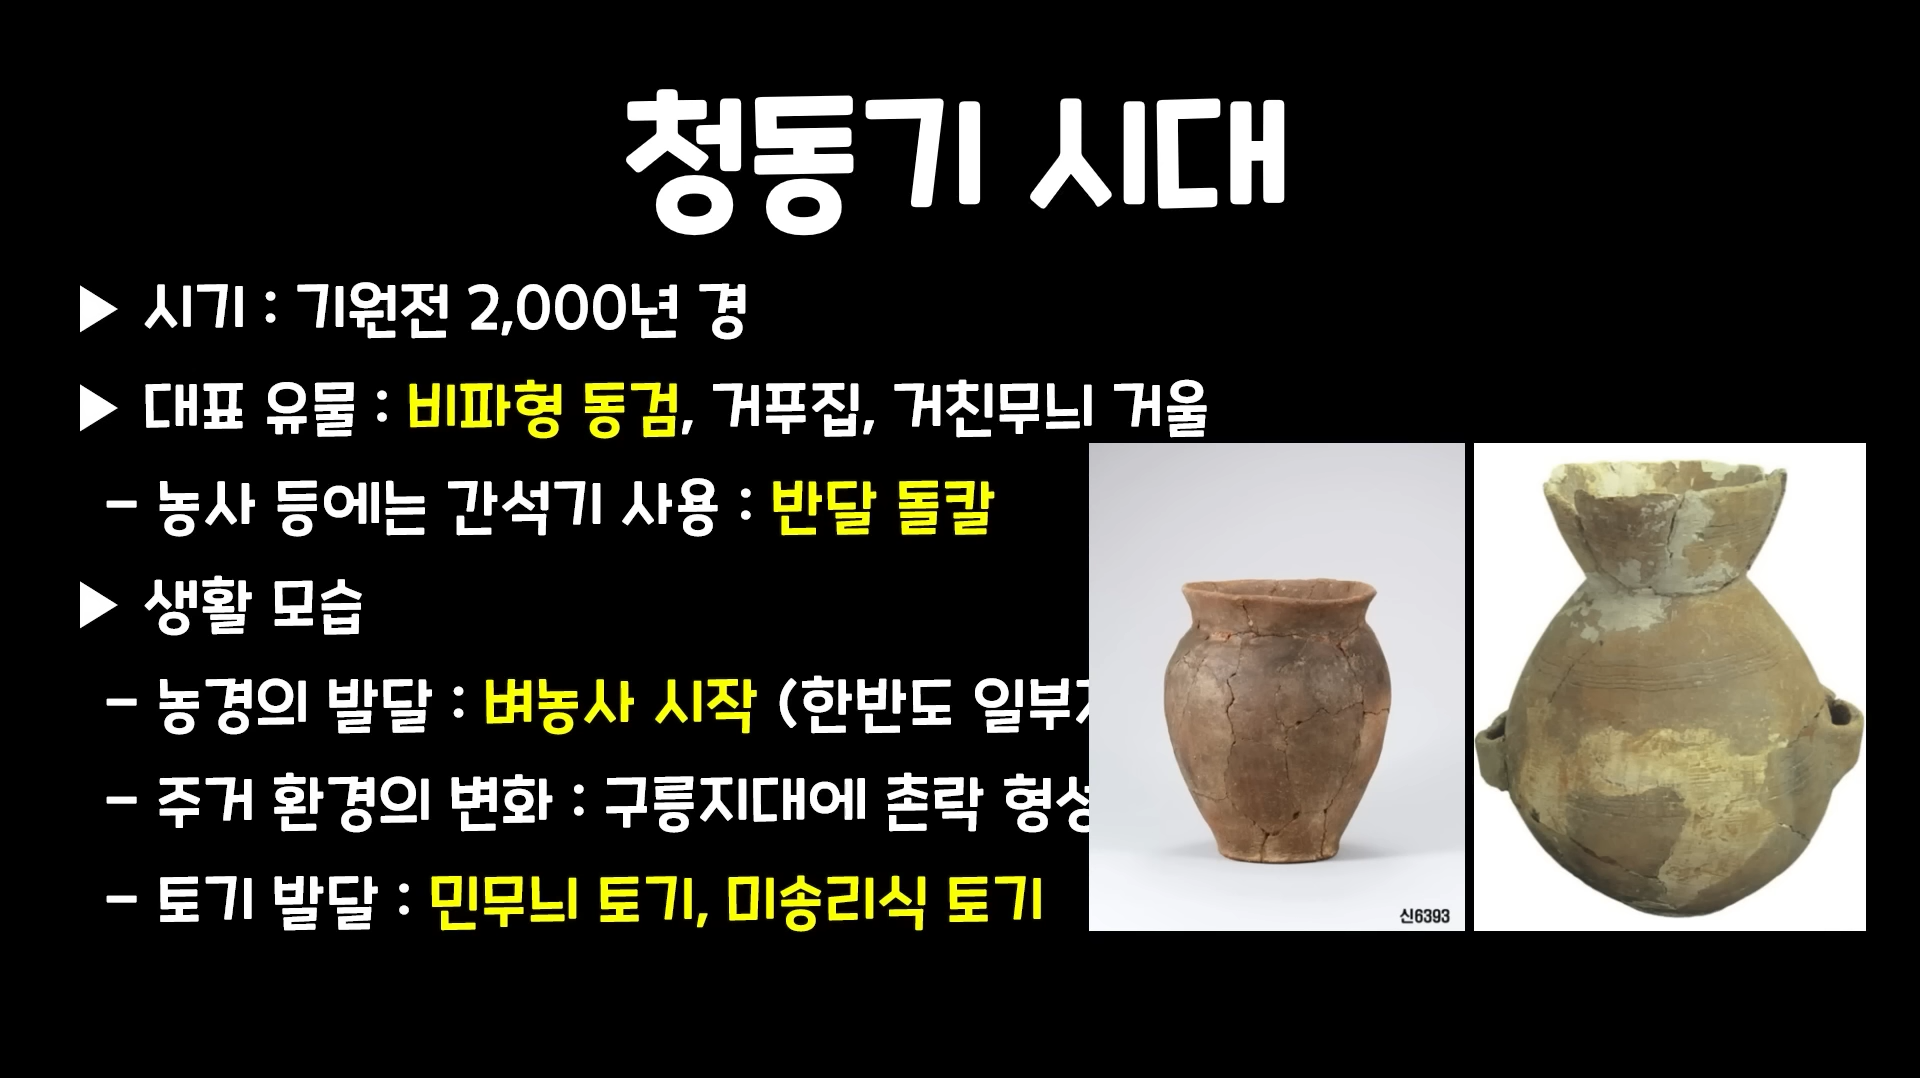 청동기 시대
▶ 시기 : 기원전 2,000년 경
▶ 대표 유물 : 비파형 동검, 거푸집, 거친무늬 거울
- 농사 등에는 간석기 사용 : 반달 돌칼
▶ 생활 모습
- 농경의 발달 : 벼농사 시작 (한반도
- 주거 환경의 변화 : 구릉지대에 촌락
- 토기 발달 : 민무늬 토기, 미송리식 토기
신6393